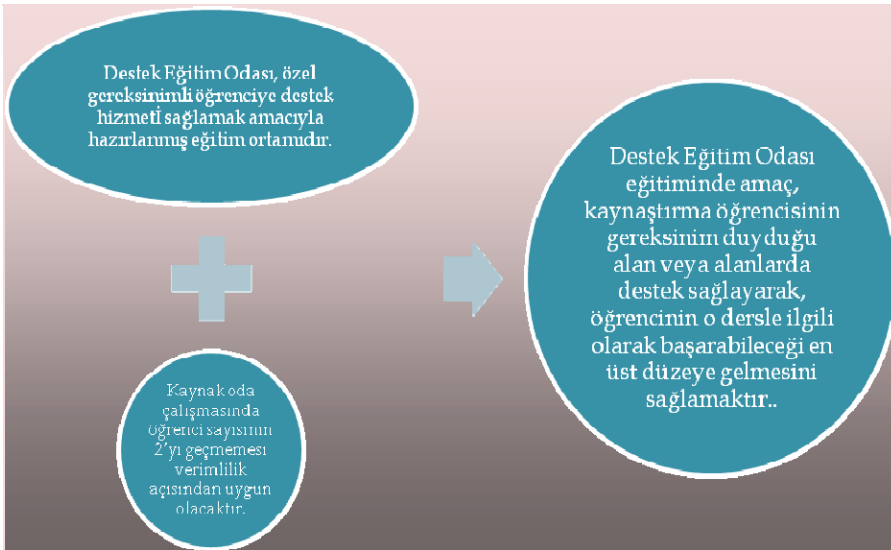 Destek Eğitim Odası, özel
gereksinimli öğrenciye destek
hizmeti sağlamak amacıyla
hazırlanmış eğitim ortamıdır.
Kaynak oda
çalışmasında
öğrenci sayısının
2'yi geçmemesi
verimlilik
açısından uygun
olacaktır.
Destek Eğitim Odası
eğitiminde amaç,
kaynaştırma öğrencisinin
gereksinim duyduğu
alan veya alanlarda
destek sağlayarak,
öğrencinin o dersle ilgili
olarak başarabileceği en
üst düzeye gelmesini
sağlamaktır..